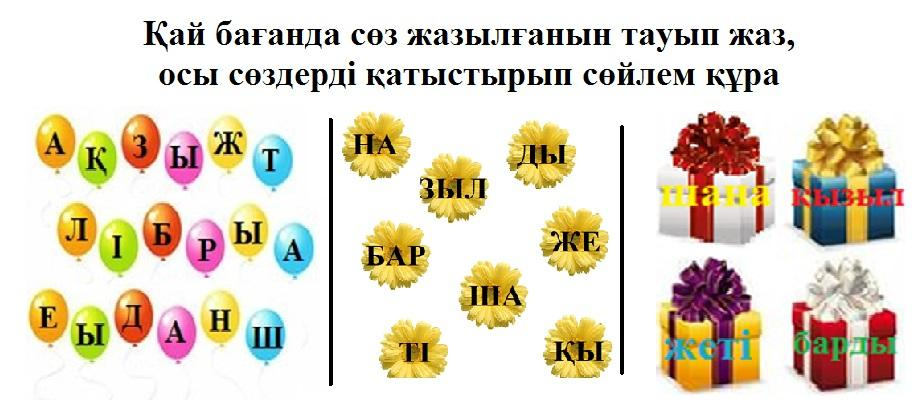 Қай бағанда сөз жазылғанын тауып жаз,
осы сөздерді қатыстырып сөйлем құра
А Қ З Ы Ж Т
Л І Б Р Ы А
Е Ы Д А Н Ш
НА ДЫ
ЗЫЛ
БАР ЖЕ
ША
ТІ ҚЫ
шана қызыл
жеті барды